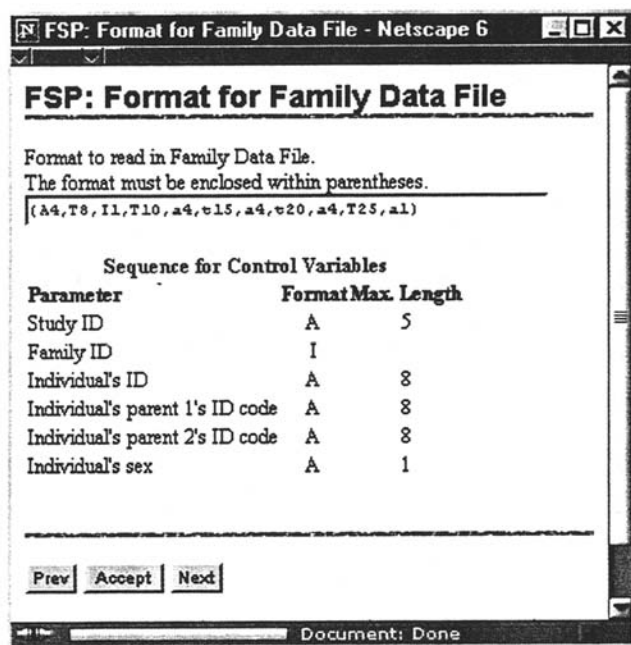 FSP: Format for Family Data File - Netscape 6
FSP: Format for Family Data File
Format to read in Family Data File.
The format must be enclosed within parentheses.
(A4,T8,I1,T10,a4,t15,a4,t20,a4,T25,a1)
Sequence for Control Variables
Parameter Format Max. Length
Study ID A 5
Family ID I
Individual's ID A 8
Individual's parent 1's ID code A 8
Individual's parent 2's ID code A 8
Individual's sex A 1
Prev Accept Next
Document: Done